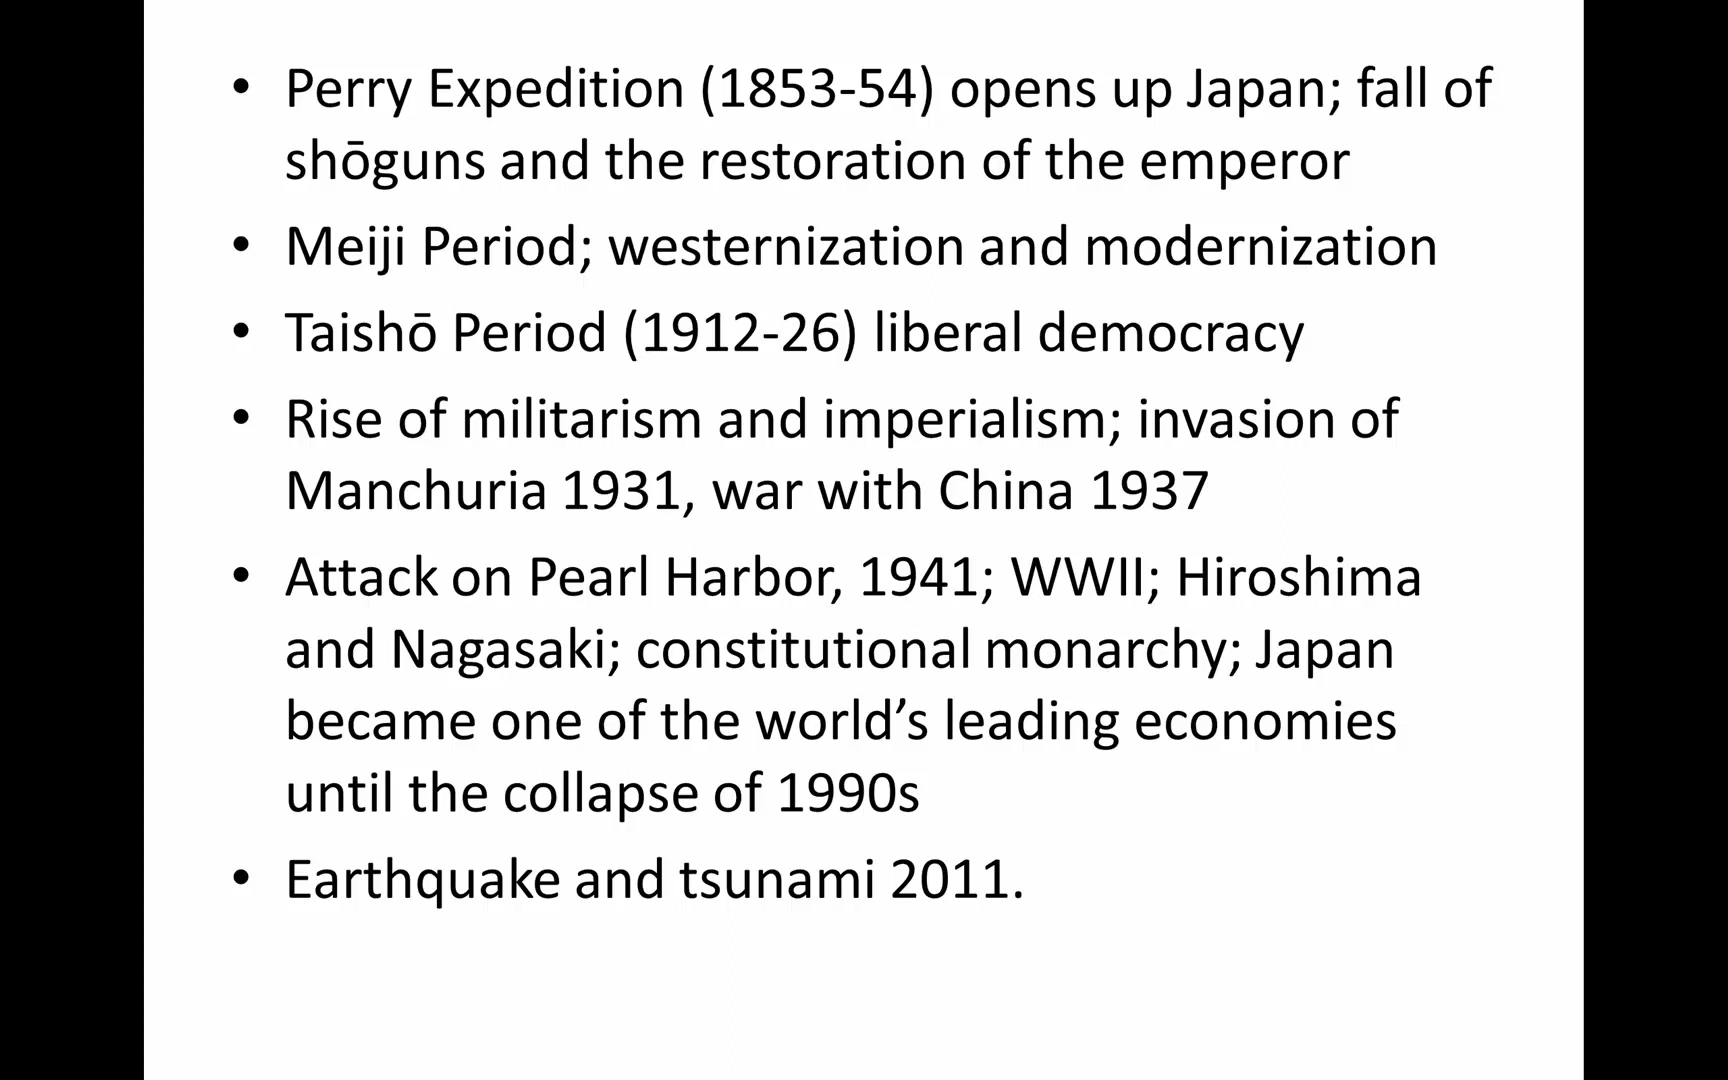 • Perry Expedition (1853-54) opens up Japan; fall of
shōguns and the restoration of the emperor
• Meiji Period; westernization and modernization
• Taishō Period (1912-26) liberal democracy
• Rise of militarism and imperialism; invasion of
Manchuria 1931, war with China 1937
• Attack on Pearl Harbor, 1941; WWII; Hiroshima
and Nagasaki; constitutional monarchy; Japan
became one of the world’s leading economies
until the collapse of 1990s
• Earthquake and tsunami 2011.